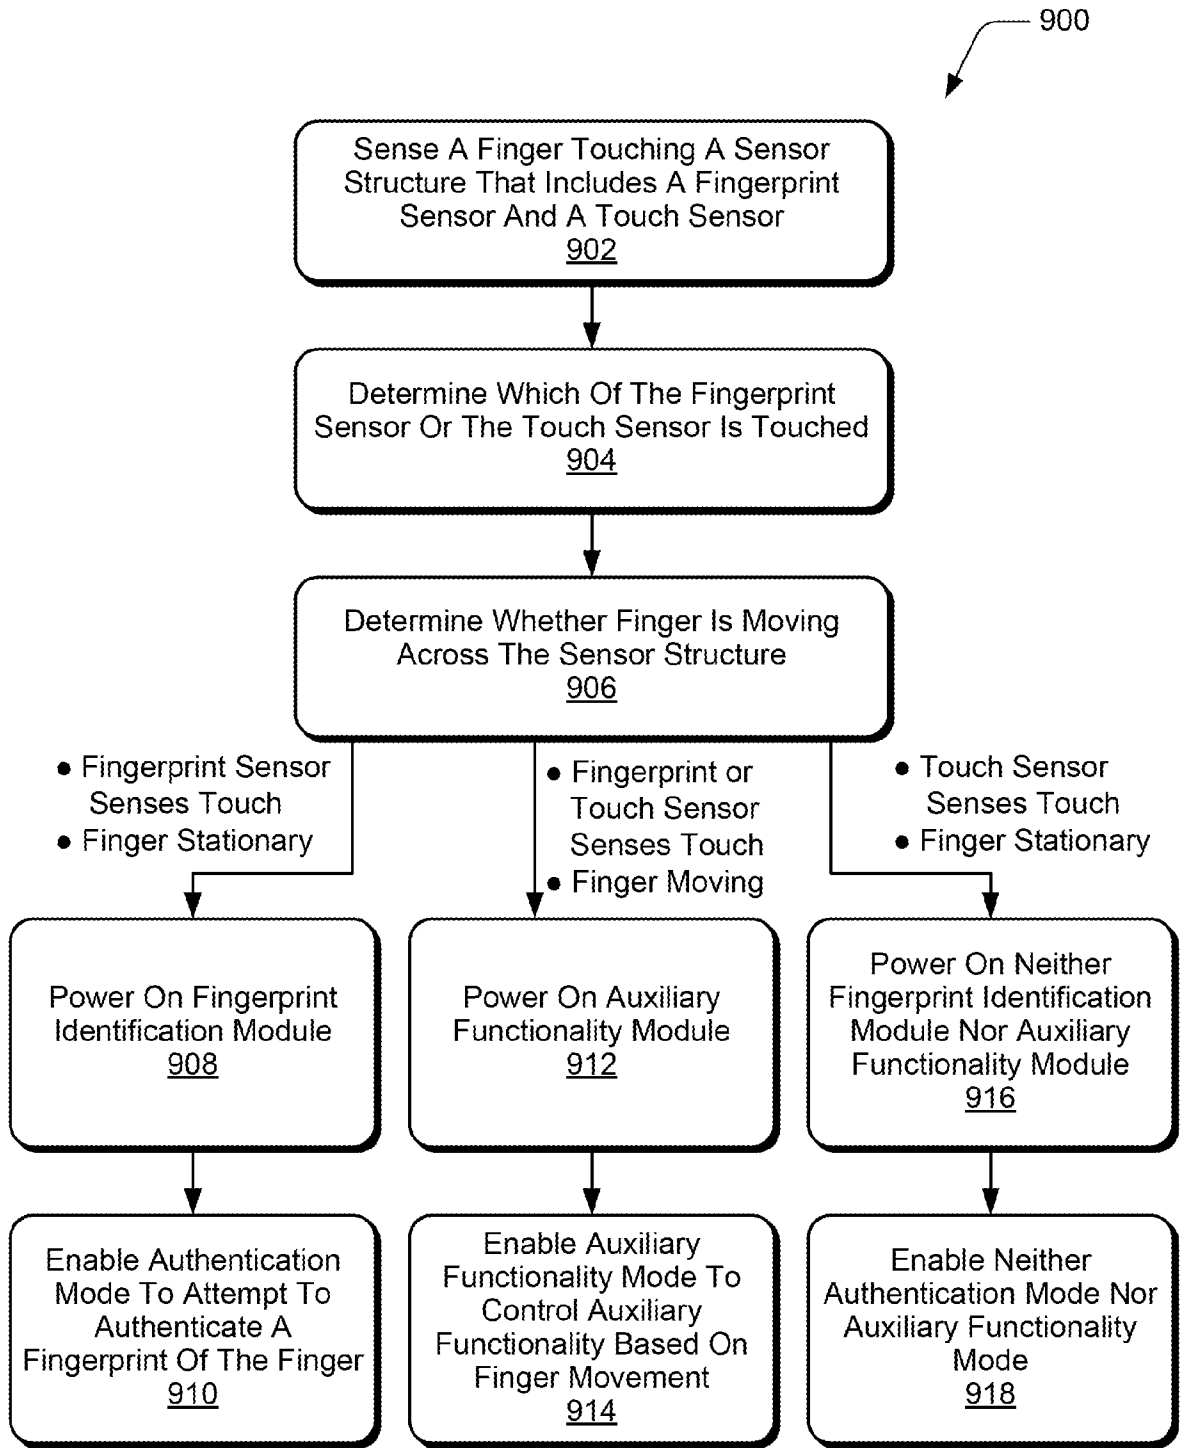 900
Sense A Finger Touching A Sensor
Structure That Includes A Fingerprint
Sensor And A Touch Sensor
902
Determine Which Of The Fingerprint
Sensor Or The Touch Sensor Is Touched
904
Determine Whether Finger Is Moving
Across The Sensor Structure
906
● Fingerprint Sensor
Senses Touch
● Finger Stationary
● Fingerprint or
Touch Sensor
Senses Touch
● Finger Moving
● Touch Sensor
Senses Touch
● Finger Stationary
Power On Fingerprint
Identification Module
908
Power On Auxiliary
Functionality Module
912
Power On Neither
Fingerprint Identification
Module Nor Auxiliary
Functionality Module
916
Enable Authentication
Mode To Attempt To
Authenticate A
Fingerprint Of The Finger
910
Enable Auxiliary
Functionality Mode To
Control Auxiliary
Functionality Based On
Finger Movement
914
Enable Neither
Authentication Mode Nor
Auxiliary Functionality
Mode
918